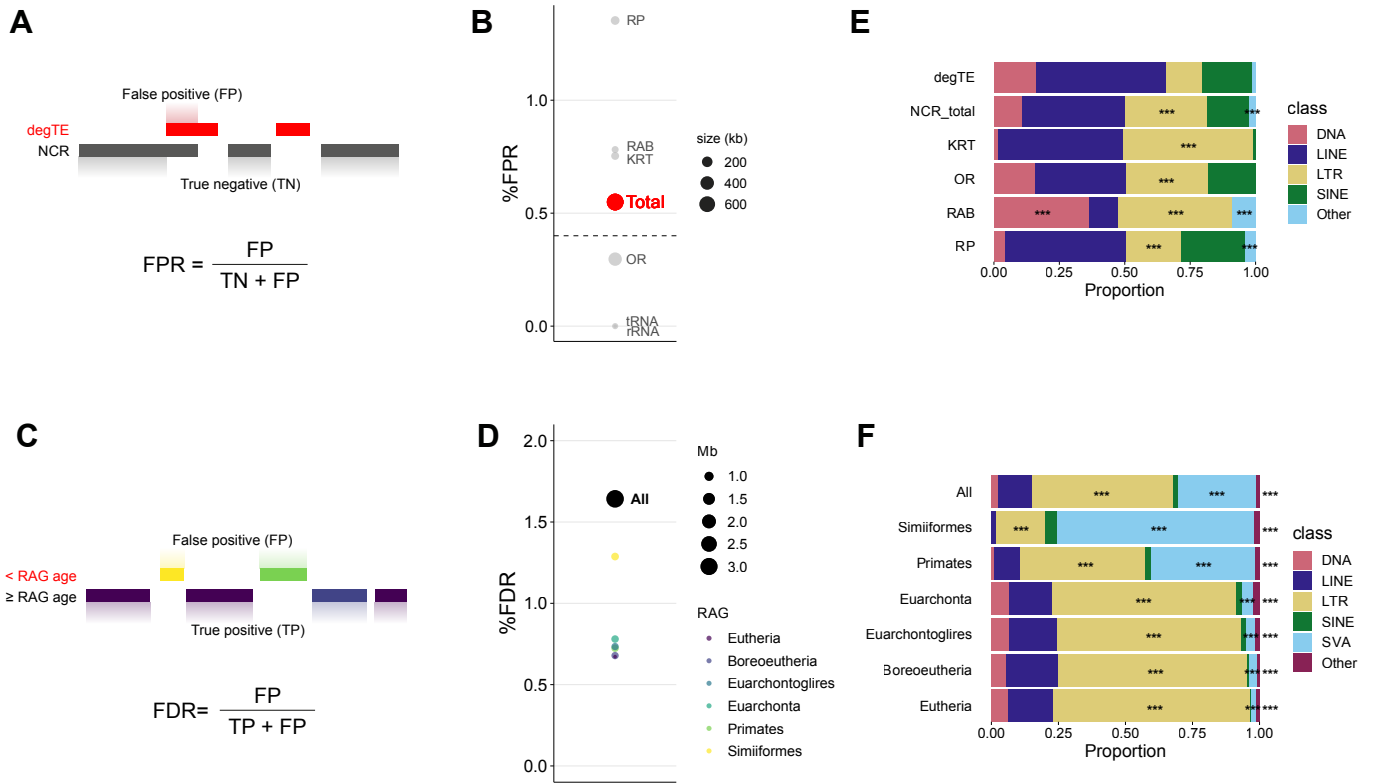 A
False positive (FP)
degTE
NCR
True negative (TN)
FPR = FP / TN + FP
B
%FPR
1.0
0.5
0.0
RP
RAB
KRT
Total
OR
tRNA
rRNA
size (kb)
200
400
600
E
degTE
NCR_total
*** ***
KRT
***
OR
***
RAB
*** *** ***
RP
*** ***
0.00 0.25 0.50 0.75 1.00
Proportion
class
DNA
LINE
LTR
SINE
Other
C
False positive (FP)
< RAG age
≥ RAG age
True positive (TP)
FDR= FP / TP + FP
D
%FDR
2.0
1.5
1.0
0.5
0.0
All
Mb
1.0
1.5
2.0
2.5
3.0
RAG
Eutheria
Boreoeutheria
Euarchontoglires
Euarchonta
Primates
Simiiformes
F
All
*** *** ***
Simiiformes
*** *** ***
Primates
*** *** ***
Euarchonta
*** *** ***
Euarchontoglires
*** *** ***
Boreoeutheria
*** *** ***
Eutheria
*** *** ***
0.00 0.25 0.50 0.75 1.00
Proportion
class
DNA
LINE
LTR
SINE
SVA
Other